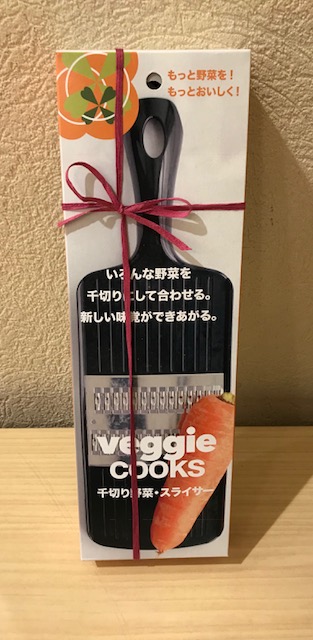 もっと野菜を！
もっとおいしく！
いろんな野菜を
千切りにして合わせる。
新しい味覚ができあがる。
veggie
cooks
千切り野菜・スライサー